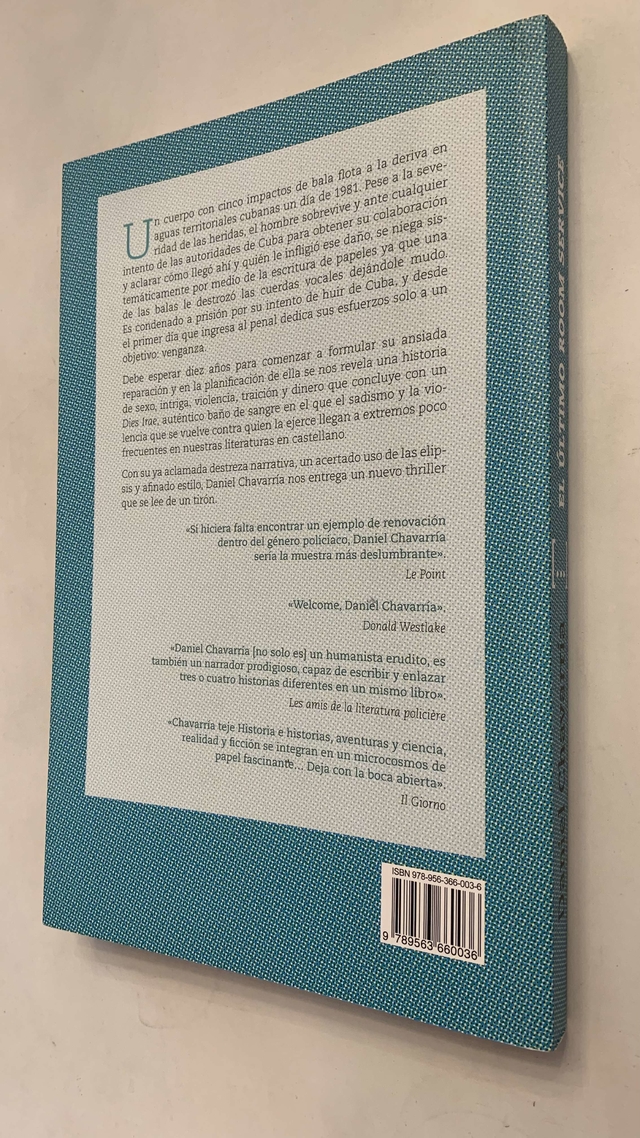 Un cuerpo con cinco impactos de bala flota a la deriva en
aguas territoriales cubanas un día de 1981. Pese a la seve-
ridad de las heridas, el hombre sobrevive y ante cualquier
intento de las autoridades de Cuba para obtener su colaboración
y aclarar cómo llegó ahí y quién le infligió ese daño, se niega sis-
temáticamente por medio de la escritura de papeles ya que una
de las balas le destrozó las cuerdas vocales dejándole mudo.
Es condenado a prisión por su intento de huir de Cuba, y desde
el primer día que ingresa al penal dedica sus esfuerzos solo a un
objetivo: venganza.
Debe esperar diez años para comenzar a formular su ansiada
reparación y en la planificación de ella se nos revela una historia
de sexo, intriga, violencia, traición y dinero que concluye con un
Dies Irae, auténtico baño de sangre en el que el sadismo y la vio-
lencia que se vuelve contra quien la ejerce llegan a extremos poco
frecuentes en nuestras literaturas en castellano.
Con su ya aclamada destreza narrativa, un acertado uso de las elip-
sis y afinado estilo, Daniel Chavarría nos entrega un nuevo thriller
que se lee de un tirón.
«Si hiciera falta encontrar un ejemplo de renovación
dentro del género policíaco, Daniel Chavarría
sería la muestra más deslumbrante».
Le Point
«Welcome, Daniel Chavarría».
Donald Westlake
«Daniel Chavarría [no solo es] un humanista erudito, es
también un narrador prodigioso, capaz de escribir y enlazar
tres o cuatro historias diferentes en un mismo libro».
Les amis de la literatura policière
«Chavarría teje Historia e historias, aventuras y ciencia,
realidad y ficción se integran en un microcosmos de
papel fascinante... Deja con la boca abierta».
Il Giorno
ISBN 978-956-366-003-6
9 789563 660036
EL ÚLTIMO ROOM SERVICE